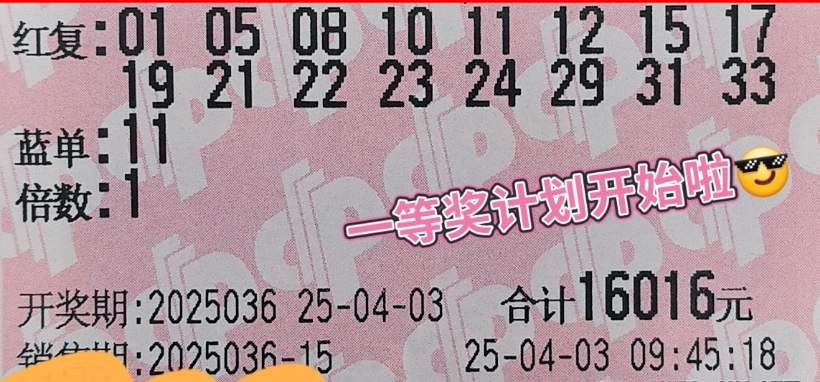 红复:01 05 08 10 11 12 15 17
19 21 22 23 24 29 31 33
蓝单:11
倍数:1
一等奖计划开始啦
开奖期:2025036 25-04-03 合计16016元
销售期:2025036-15 25-04-03 09:45:18